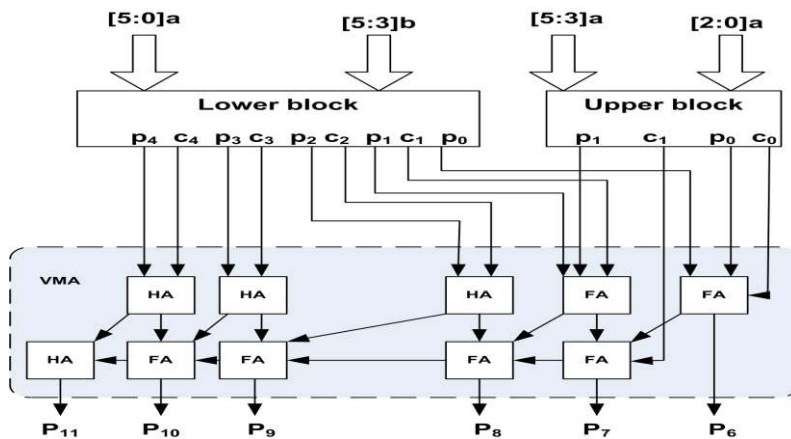 [5:0]a [5:3]b [5:3]a [2:0]a
Lower block Upper block
p4 c4 p3 c3 p2 c2 p1 c1 p0 p1 c1 p0 c0
VMA
HA HA HA FA FA
HA FA FA FA FA
P11 P10 P9 P8 P7 P6